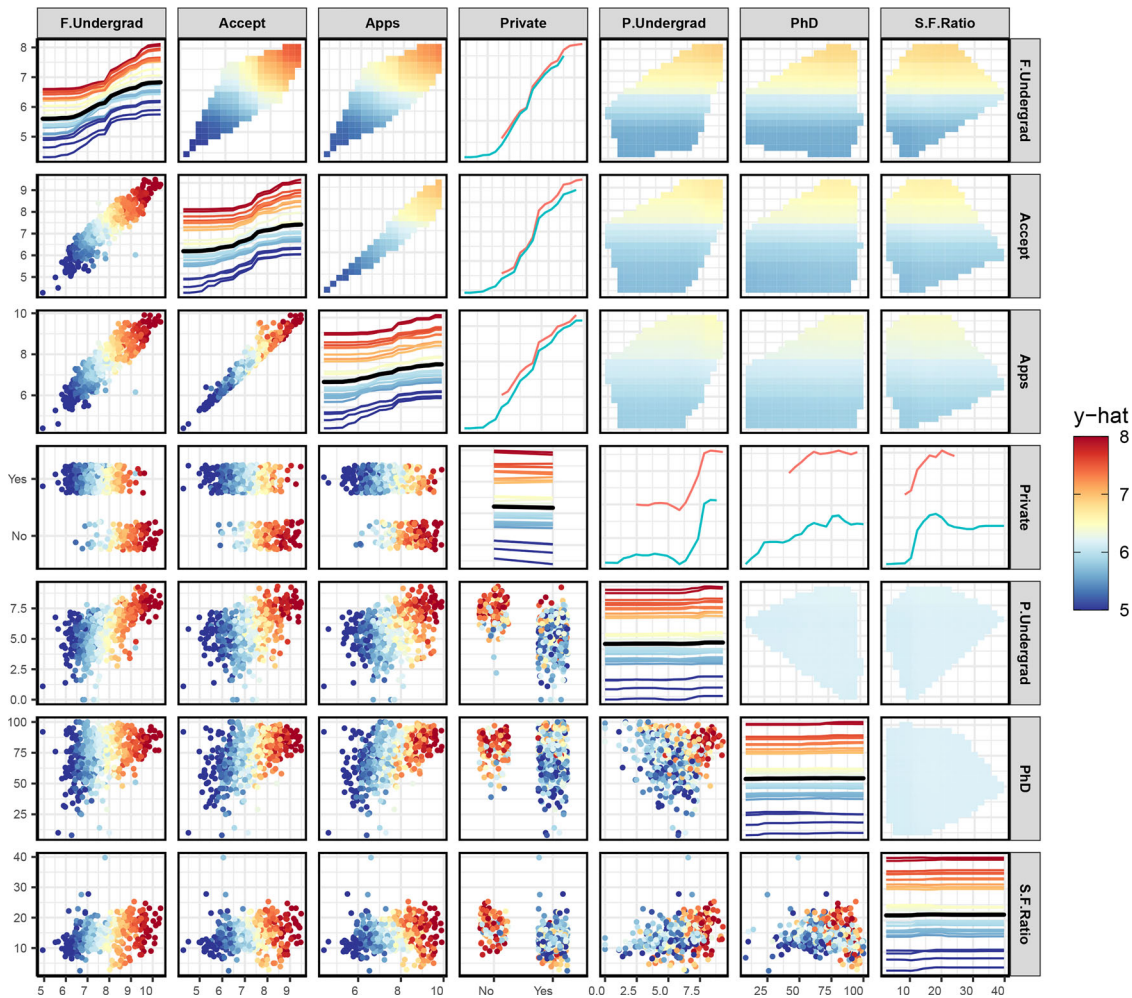 F.Undergrad Accept Apps Private P.Undergrad PhD S.F.Ratio
8
7
6
5
F.Undergrad
9
8
7
6
5
Accept
10
8
6
Apps
Yes
No
Private
7.5
5.0
2.5
0.0
P.Undergrad
100
75
50
25
PhD
40
30
20
10
S.F.Ratio
5 6 7 8 9 10 5 6 7 8 9 6 8 10 No Yes 0.0 2.5 5.0 7.5 25 50 75 100 10 20 30 40
y-hat
8
7
6
5